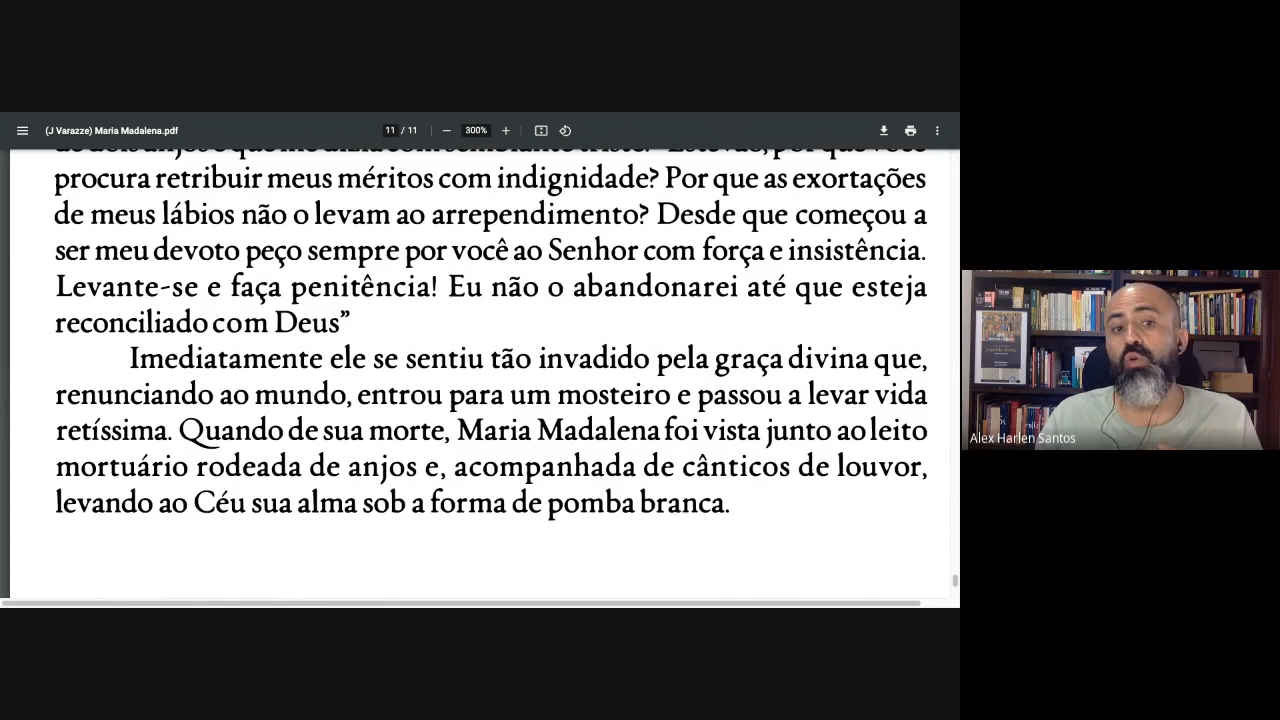 (J Varazze) Maria Madalena.pdf
11 / 11
300%
procura retribuir meus méritos com indignidade? Por que as exortações
de meus lábios não o levam ao arrependimento? Desde que começou a
ser meu devoto peço sempre por você ao Senhor com força e insistência.
Levante-se e faça penitência! Eu não o abandonarei até que esteja
reconciliado com Deus”
Imediatamente ele se sentiu tão invadido pela graça divina que,
renunciando ao mundo, entrou para um mosteiro e passou a levar vida
retíssima. Quando de sua morte, Maria Madalena foi vista junto ao leito
mortuário rodeada de anjos e, acompanhada de cânticos de louvor,
levando ao Céu sua alma sob a forma de pomba branca.
Alex Harlen Santos